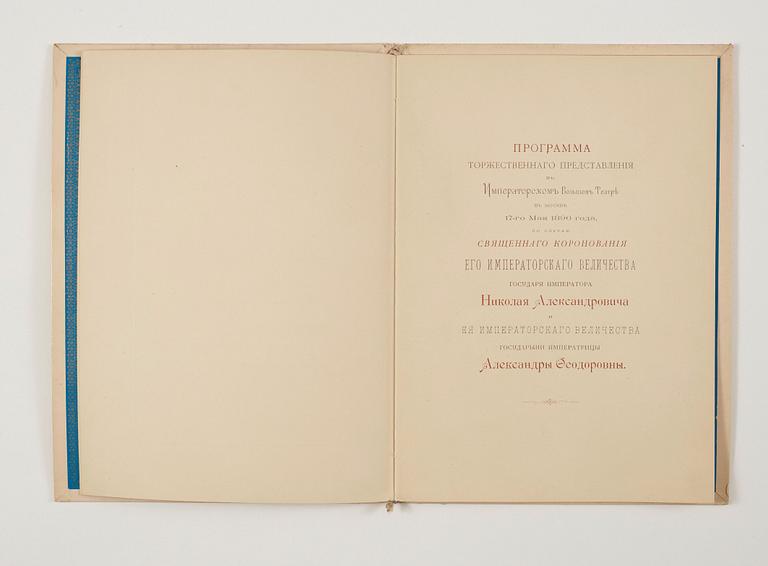 ПРОГРАММА
ТОРЖЕСТВЕННАГО ПРЕДСТАВЛЕНІЯ
ВЪ
Императорскомъ Большомъ Театрѣ
ВЪ МОСКВѢ
17-го Мая 1896 года,
ПО СЛУЧАЮ
СВЯЩЕННАГО КОРОНОВАНІЯ
ЕГО ИМПЕРАТОРСКАГО ВЕЛИЧЕСТВА
ГОСУДАРЯ ИМПЕРАТОРА
Николая Александровича
и
ЕЯ ИМПЕРАТОРСКАГО ВЕЛИЧЕСТВА
ГОСУДАРЫНИ ИМПЕРАТРИЦЫ
Александры Ѳеодоровны.